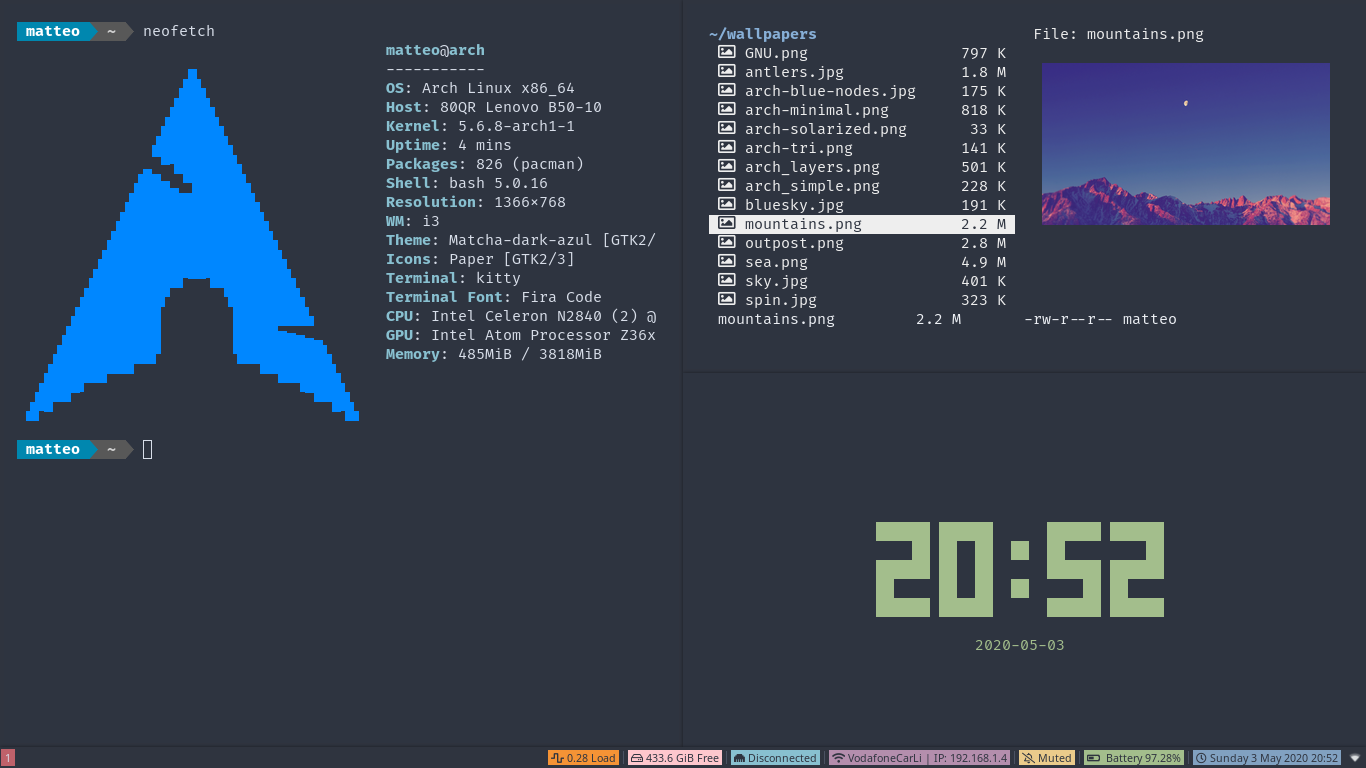 matteo ~ neofetch
matteo@arch
-----------
OS: Arch Linux x86_64
Host: 80QR Lenovo B50-10
Kernel: 5.6.8-arch1-1
Uptime: 4 mins
Packages: 826 (pacman)
Shell: bash 5.0.16
Resolution: 1366×768
WM: i3
Theme: Matcha-dark-azul [GTK2/
Icons: Paper [GTK2/3]
Terminal: kitty
Terminal Font: Fira Code
CPU: Intel Celeron N2840 (2) @
GPU: Intel Atom Processor Z36x
Memory: 485MiB / 3818MiB
matteo ~
~/wallpapers
GNU.png 797 K
antlers.jpg 1.8 M
arch-blue-nodes.jpg 175 K
arch-minimal.png 818 K
arch-solarized.png 33 K
arch-tri.png 141 K
arch_layers.png 501 K
arch_simple.png 228 K
bluesky.jpg 191 K
mountains.png 2.2 M
outpost.png 2.8 M
sea.png 4.9 M
sky.jpg 401 K
spin.jpg 323 K
mountains.png 2.2 M -rw-r--r-- matteo
File: mountains.png
20:52
2020-05-03
1 0.28 Load | 433.6 GiB Free | Disconnected | VodafoneCarLi | IP: 192.168.1.4 | Muted | Battery 97.28% | Sunday 3 May 2020 20:52